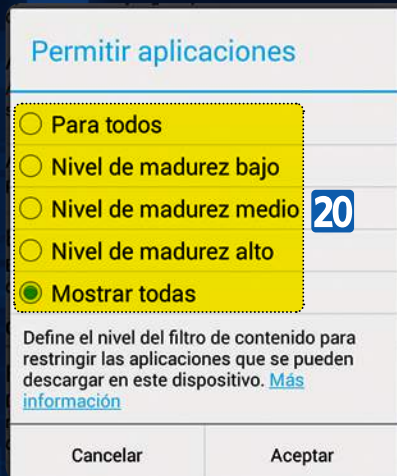 Permitir aplicaciones
Para todos
Nivel de madurez bajo
Nivel de madurez medio
20
Nivel de madurez alto
Mostrar todas
Define el nivel del filtro de contenido para
restringir las aplicaciones que se pueden
descargar en este dispositivo. Más
información
Cancelar
Aceptar